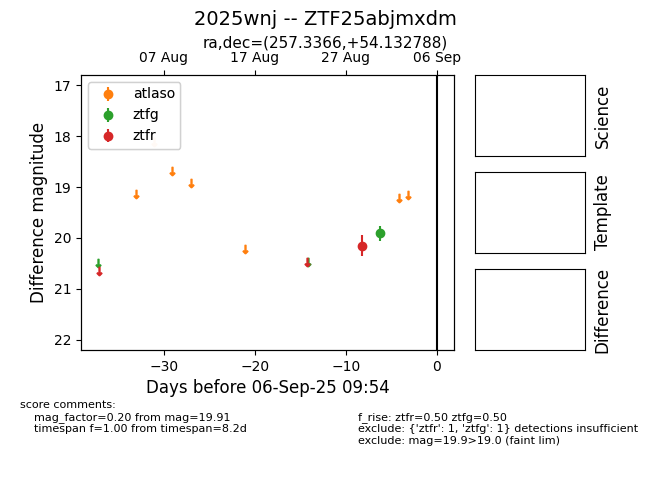 2025wnj -- ZTF25abjmxdm
ra,dec=(257.3366,+54.132788)
07 Aug
17 Aug
27 Aug
06 Sep
atlaso
ztfg
ztfr
17
18
19
20
21
22
Difference magnitude
−30
−20
−10
0
Days before 06-Sep-25 09:54
Science
Template
Difference
score comments:
mag_factor=0.20 from mag=19.91
timespan f=1.00 from timespan=8.2d
f_rise: ztfr=0.50 ztfg=0.50
exclude: {'ztfr': 1, 'ztfg': 1} detections insufficient
exclude: mag=19.9>19.0 (faint lim)